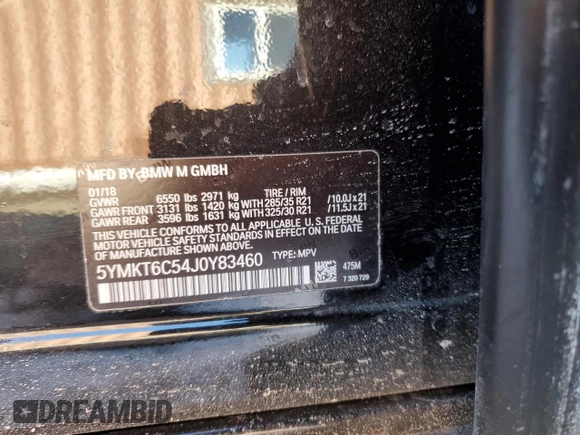 MFD BY: BMW M GMBH
01/18
GVWR 6550 lbs 2971 kg TIRE / RIM
GAWR FRONT 3131 lbs 1420 kg WITH 285/35 R21 /10.0J x 21
GAWR REAR 3596 lbs 1631 kg WITH 325/30 R21 /11.5J x 21
THIS VEHICLE CONFORMS TO ALL APPLICABLE U.S. FEDERAL
MOTOR VEHICLE SAFETY STANDARDS IN EFFECT ON THE DATE
OF MANUFACTURE SHOWN ABOVE.
5YMKT6C54J0Y83460 TYPE: MPV
475M
7 320 729
DREAMBID